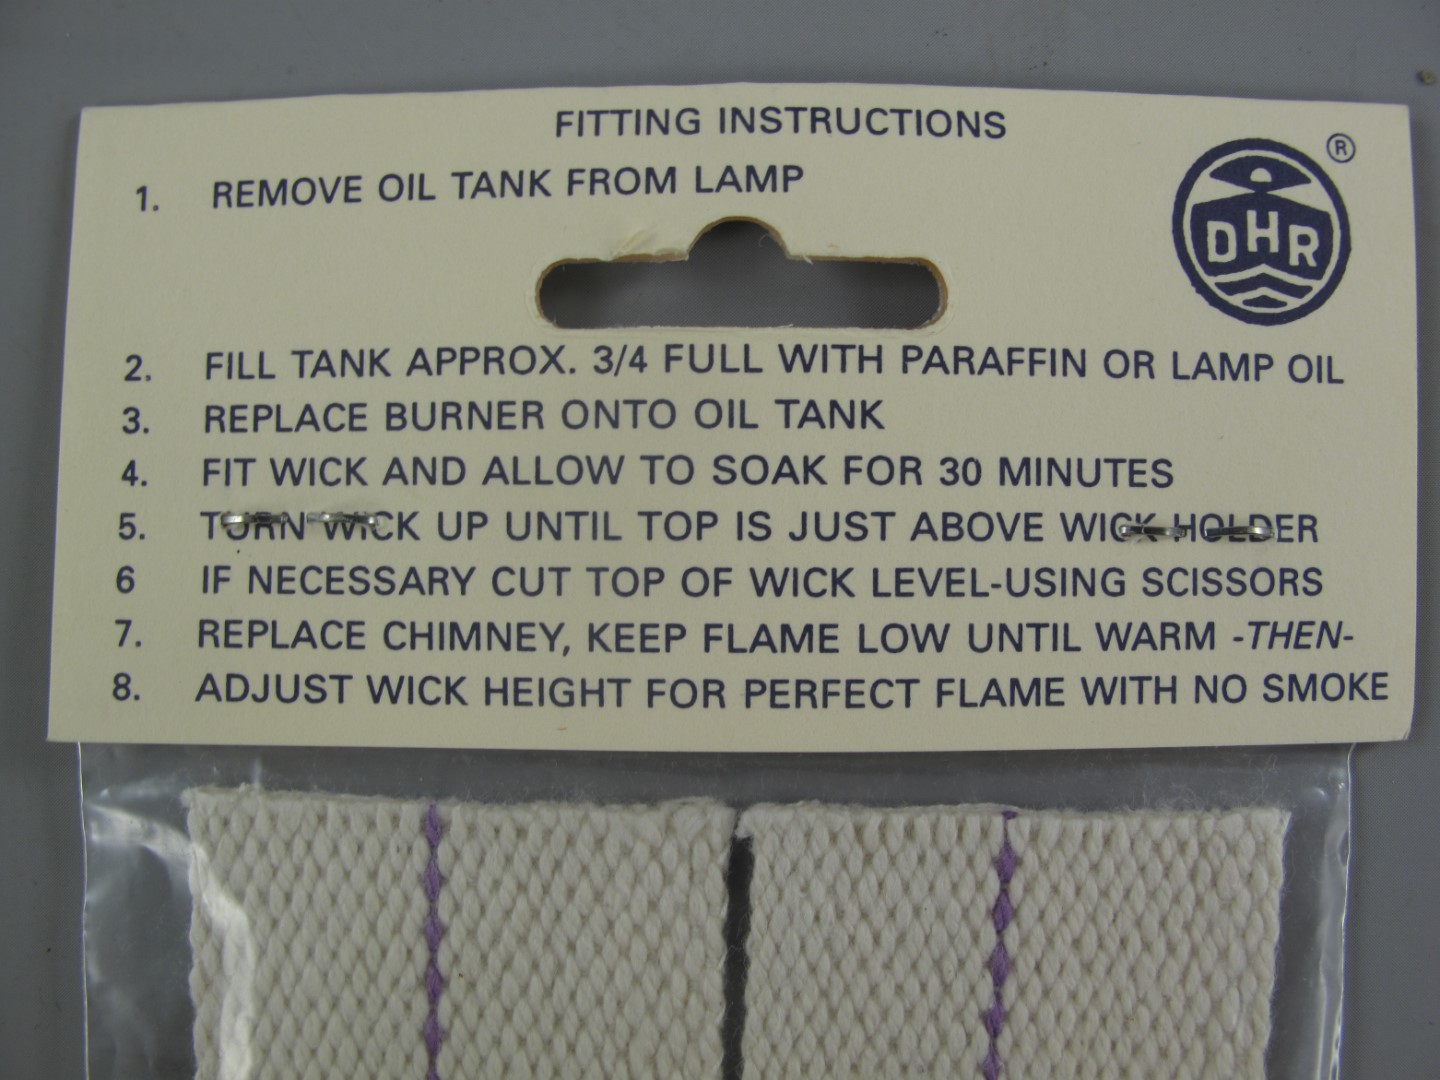 FITTING INSTRUCTIONS
®
1. REMOVE OIL TANK FROM LAMP
DHR
2. FILL TANK APPROX. 3/4 FULL WITH PARAFFIN OR LAMP OIL
3. REPLACE BURNER ONTO OIL TANK
4. FIT WICK AND ALLOW TO SOAK FOR 30 MINUTES
5. TURN WICK UP UNTIL TOP IS JUST ABOVE WICK HOLDER
6 IF NECESSARY CUT TOP OF WICK LEVEL-USING SCISSORS
7. REPLACE CHIMNEY, KEEP FLAME LOW UNTIL WARM -THEN-
8. ADJUST WICK HEIGHT FOR PERFECT FLAME WITH NO SMOKE